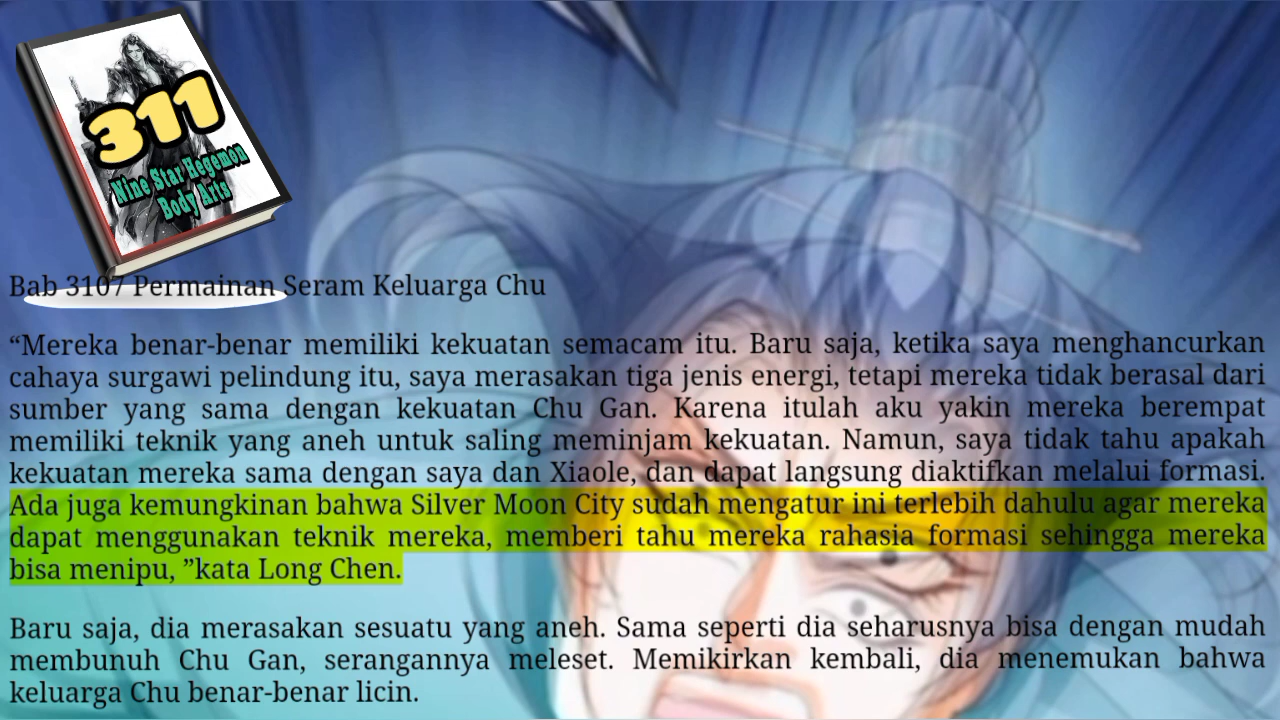 311
Nine Star Hegemon
Body Arts
Bab 3107 Permainan Seram Keluarga Chu
“Mereka benar-benar memiliki kekuatan semacam itu. Baru saja, ketika saya menghancurkan
cahaya surgawi pelindung itu, saya merasakan tiga jenis energi, tetapi mereka tidak berasal dari
sumber yang sama dengan kekuatan Chu Gan. Karena itulah aku yakin mereka berempat
memiliki teknik yang aneh untuk saling meminjam kekuatan. Namun, saya tidak tahu apakah
kekuatan mereka sama dengan saya dan Xiaole, dan dapat langsung diaktifkan melalui formasi.
Ada juga kemungkinan bahwa Silver Moon City sudah mengatur ini terlebih dahulu agar mereka
dapat menggunakan teknik mereka, memberi tahu mereka rahasia formasi sehingga mereka
bisa menipu, ”kata Long Chen.
Baru saja, dia merasakan sesuatu yang aneh. Sama seperti dia seharusnya bisa dengan mudah
membunuh Chu Gan, serangannya meleset. Memikirkan kembali, dia menemukan bahwa
keluarga Chu benar-benar licin.